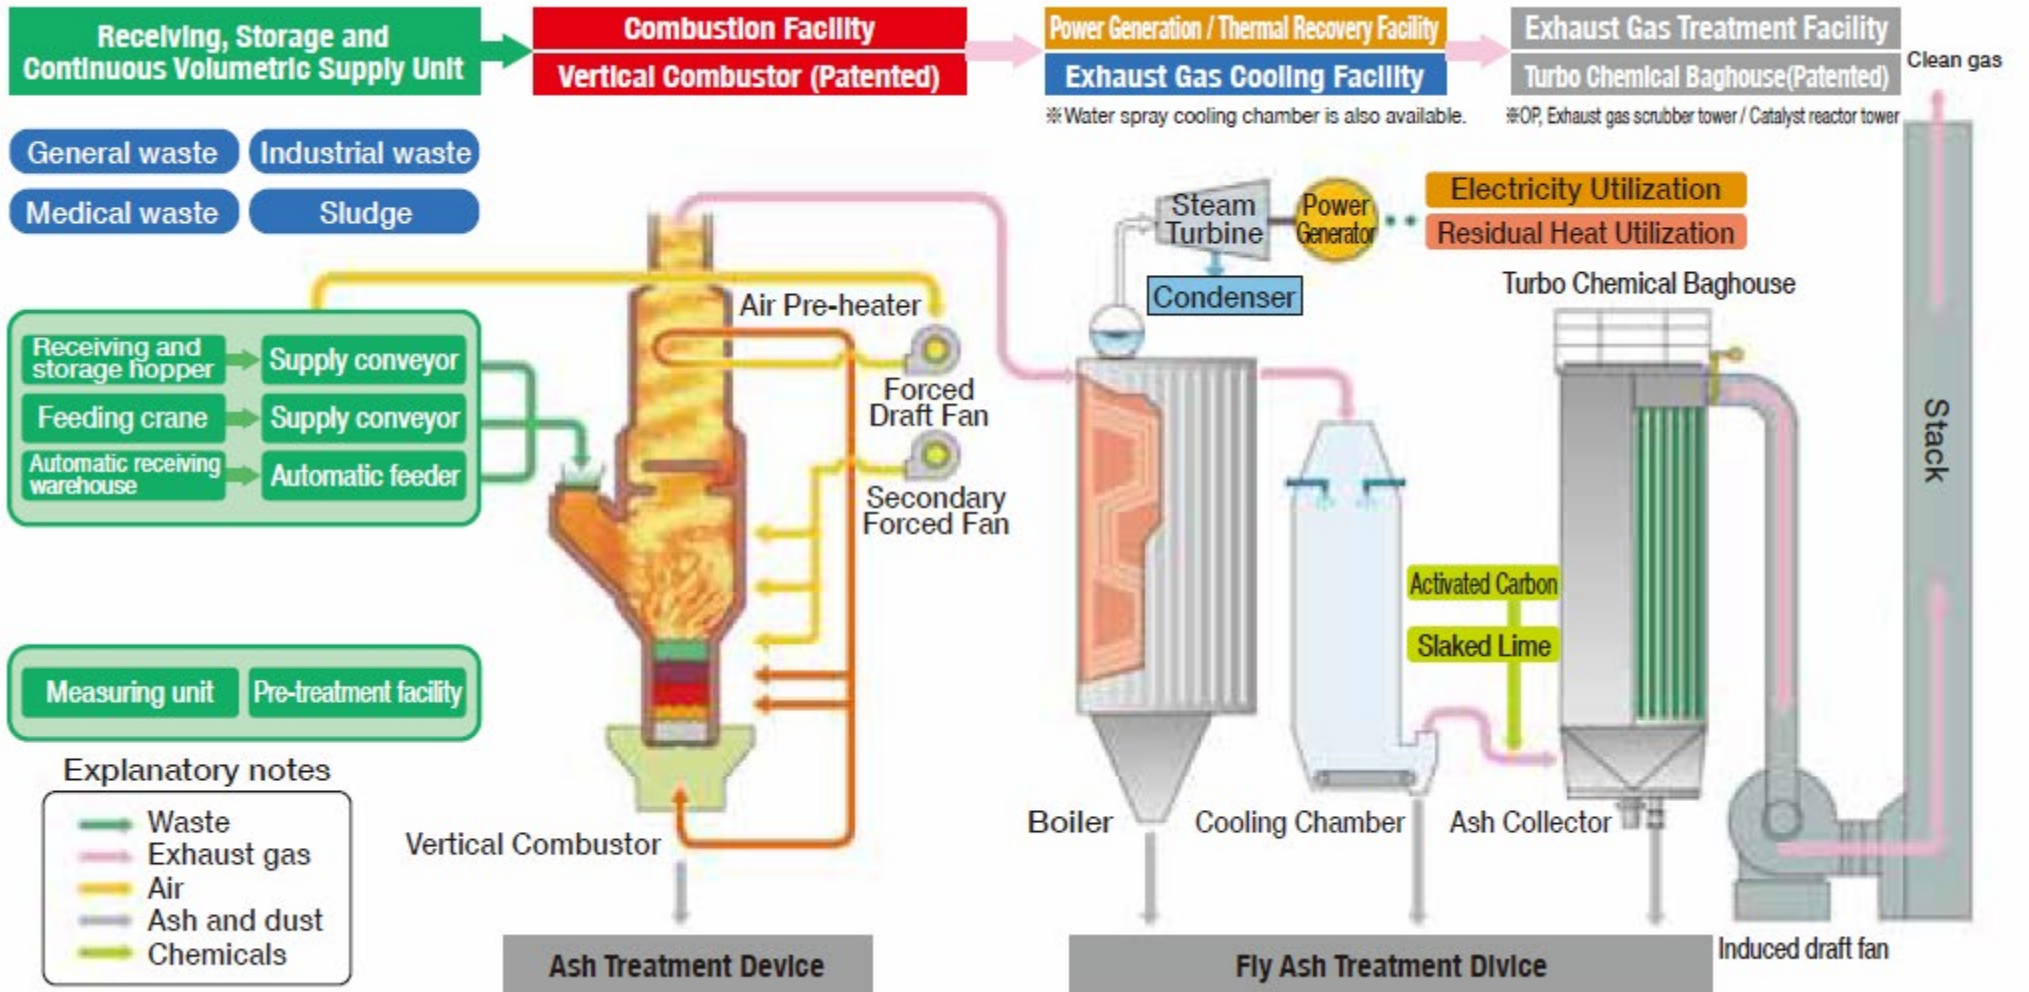 Receiving, Storage and
Continuous Volumetric Supply Unit
Combustion Facility
Vertical Combustor (Patented)
Power Generation / Thermal Recovery Facility
Exhaust Gas Cooling Facility
※Water spray cooling chamber is also available.
Exhaust Gas Treatment Facility
Turbo Chemical Baghouse(Patented)
※OP, Exhaust gas scrubber tower / Catalyst reactor tower
Clean gas
General waste
Industrial waste
Medical waste
Sludge
Steam
Turbine
Power
Generator
Electricity Utilization
Residual Heat Utilization
Condenser
Turbo Chemical Baghouse
Air Pre-heater
Receiving and
storage hopper
Supply conveyor
Feeding crane
Supply conveyor
Automatic receiving
warehouse
Automatic feeder
Forced
Draft Fan
Secondary
Forced Fan
Stack
Activated Carbon
Slaked Lime
Measuring unit
Pre-treatment facility
Explanatory notes
Waste
Exhaust gas
Air
Ash and dust
Chemicals
Vertical Combustor
Boiler
Cooling Chamber
Ash Collector
Induced draft fan
Ash Treatment Device
Fly Ash Treatment Divice